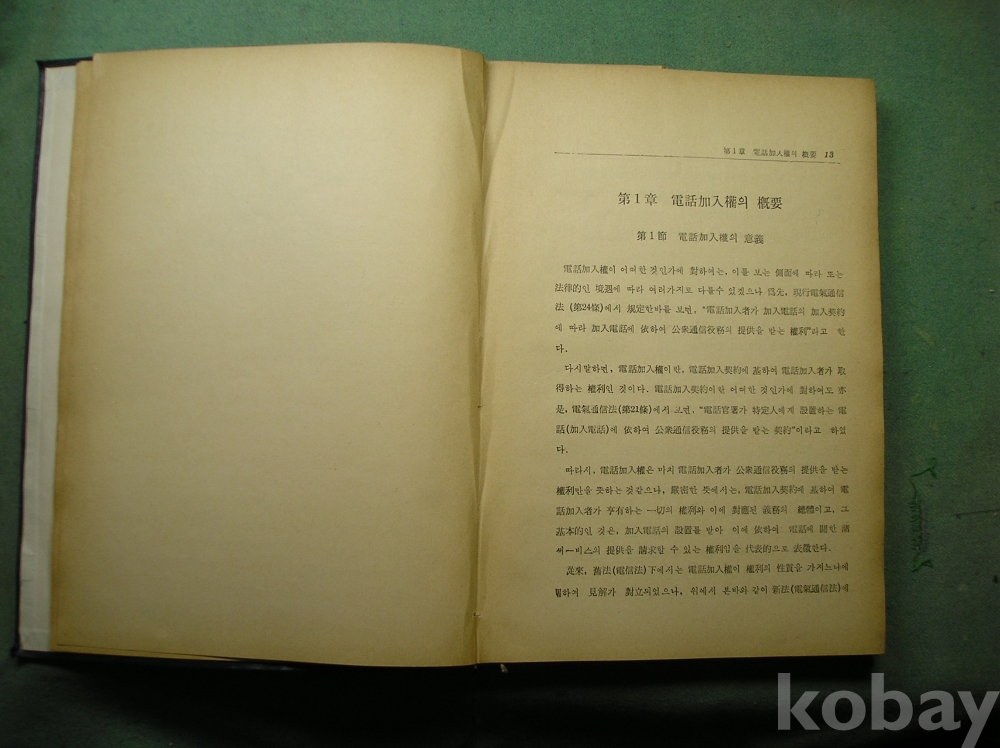 第1章 電話加入權의 槪要 13
第1章 電話加入權의 槪要
第1節 電話加入權의 意義
電話加入權이 어떠한 것인가에 對하여는, 이를 보는 側面에 따라 또는
法律的인 境遇에 따라 여러가지로 다를수 있겠으나 爲先, 現行電氣通信
法 (第24條)에서 規定한바를 보면, "電話加入者가 加入電話의 加入契約
에 따라 加入電話에 依하여 公衆通信役務의 提供을 받는 權利"라고 한
다.
다시말하면, 電話加入權이란, 電話加入契約에 基하여 電話加入者가 取
得하는 權利인 것이다. 電話加入契約이란 어떠한 것인가에 對하여도 亦
是, 電氣通信法(第21條)에서 보면, "電話官署가 特定人에게 設置하는 電
話(加入電話)에 依하여 公衆通信役務의 提供을 받는 契約"이라고 하였
다.
따라서, 電話加入權은 마치 電話加入者가 公衆通信役務의 提供을 받는
權利만을 뜻하는 것같으나, 嚴密한 뜻에서는, 電話加入契約에 基하여 電
話加入者가 享有하는 一切의 權利와 이에 對應된 義務의 總體이고, 그
基本的인 것은, 加入電話의 設置를 받아 이에 依하여 電話에 關한 諸
써―비스의 提供을 請求할 수 있는 權利임을 代表的으로 表徵한다.
從來, 舊法(電信法)下에서는 電話加入權이 權利의 性質을 가지느냐에
關하여 見解가 對立되었으나, 위에서 본바와 같이 新法(電氣通信法)에
kobay